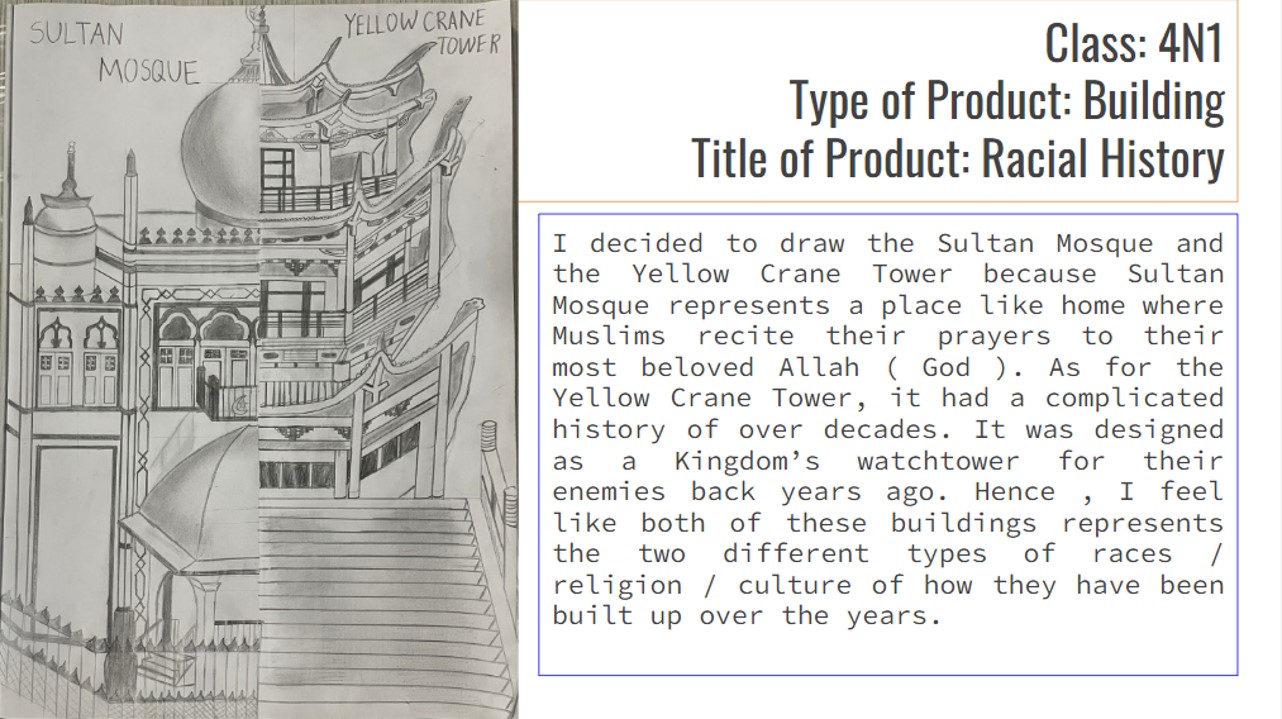 SULTAN
MOSQUE
YELLOW CRANE
TOWER
Class: 4N1
Type of Product: Building
Title of Product: Racial History
I decided to draw the Sultan Mosque and
the Yellow Crane Tower because Sultan
Mosque represents a place like home where
Muslims recite their prayers to their
most beloved Allah ( God ). As for the
Yellow Crane Tower, it had a complicated
history of over decades. It was designed
as a Kingdom’s watchtower for their
enemies back years ago. Hence , I feel
like both of these buildings represents
the two different types of races /
religion / culture of how they have been
built up over the years.